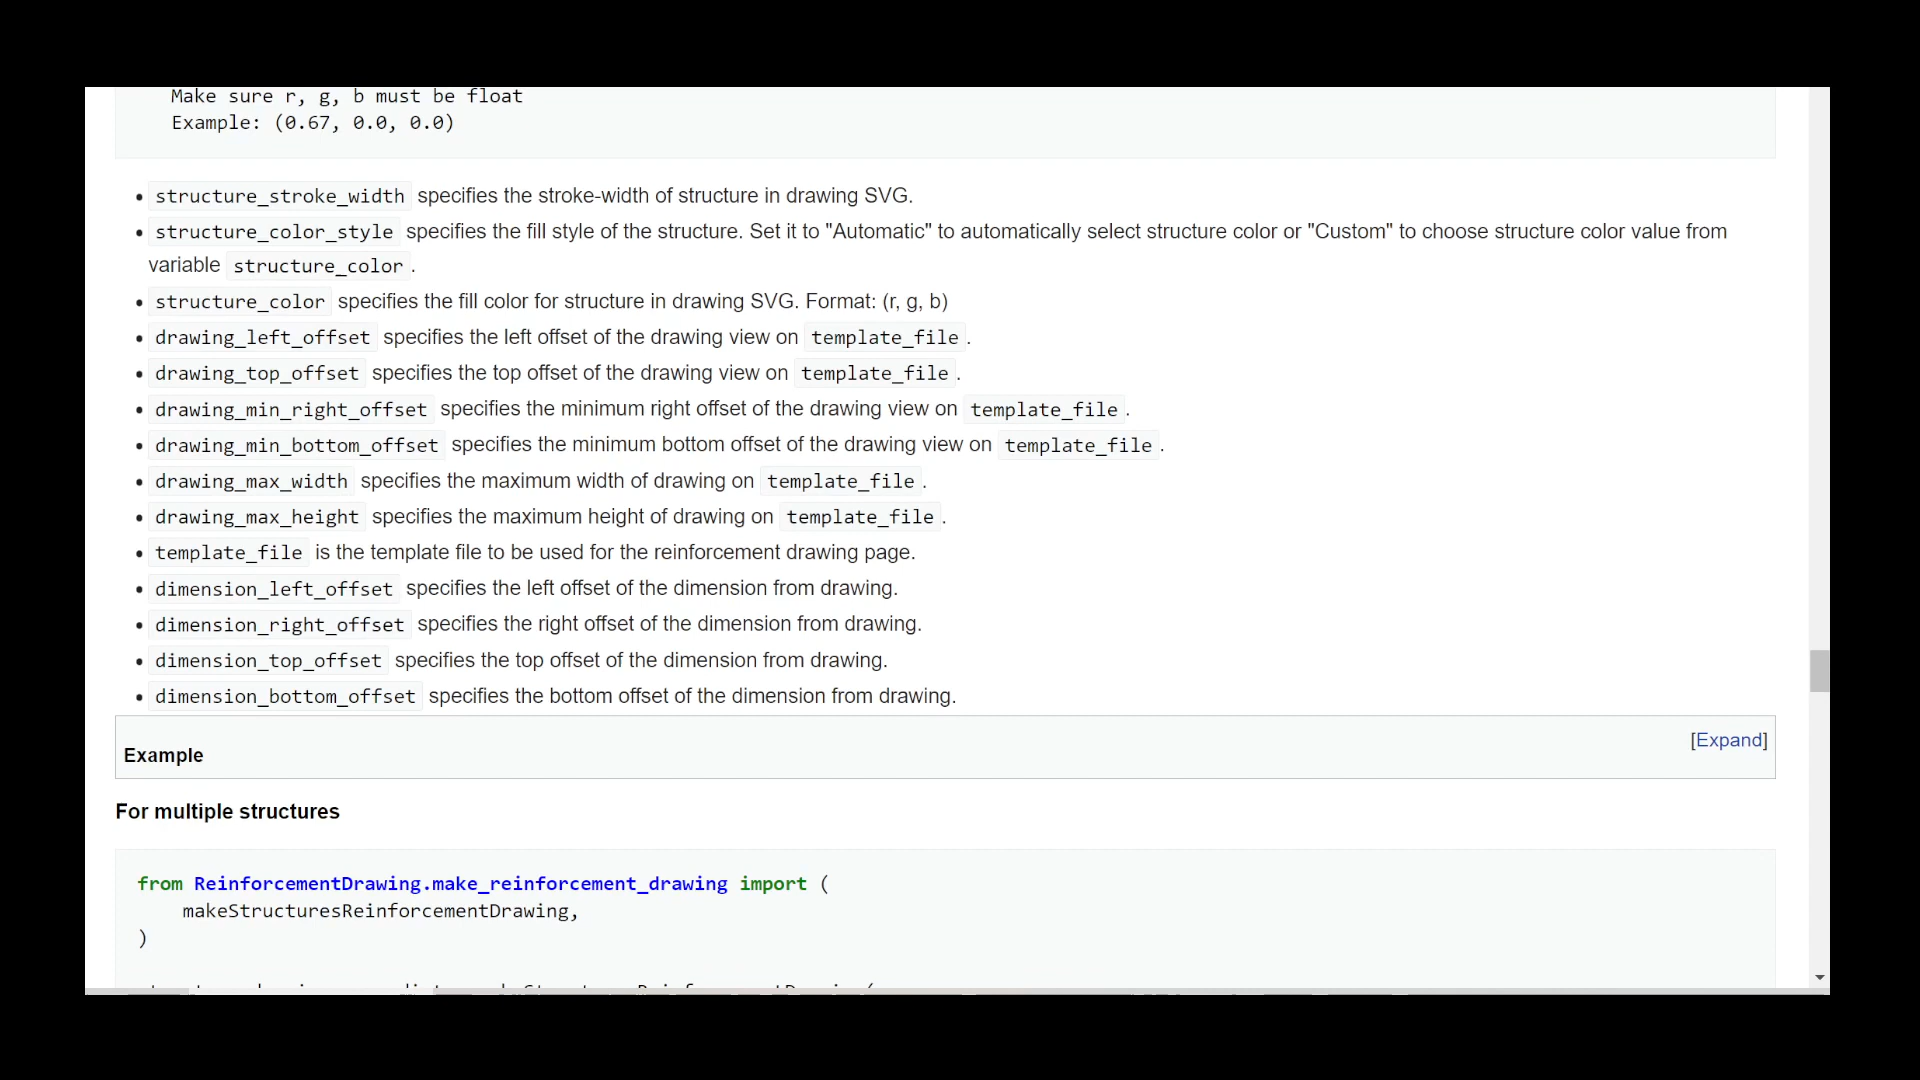 Make sure r, g, b must be float
Example: (0.67, 0.0, 0.0)
structure_stroke_width specifies the stroke-width of structure in drawing SVG.
structure_color_style specifies the fill style of the structure. Set it to "Automatic" to automatically select structure color or "Custom" to choose structure color value from
variable structure_color.
structure_color specifies the fill color for structure in drawing SVG. Format: (r, g, b)
drawing_left_offset specifies the left offset of the drawing view on template_file.
drawing_top_offset specifies the top offset of the drawing view on template_file.
drawing_min_right_offset specifies the minimum right offset of the drawing view on template_file.
drawing_min_bottom_offset specifies the minimum bottom offset of the drawing view on template_file.
drawing_max_width specifies the maximum width of drawing on template_file.
drawing_max_height specifies the maximum height of drawing on template_file.
template_file is the template file to be used for the reinforcement drawing page.
dimension_left_offset specifies the left offset of the dimension from drawing.
dimension_right_offset specifies the right offset of the dimension from drawing.
dimension_top_offset specifies the top offset of the dimension from drawing.
dimension_bottom_offset specifies the bottom offset of the dimension from drawing.
[Expand]
Example
For multiple structures
from ReinforcementDrawing.make_reinforcement_drawing import (
    makeStructuresReinforcementDrawing,
)